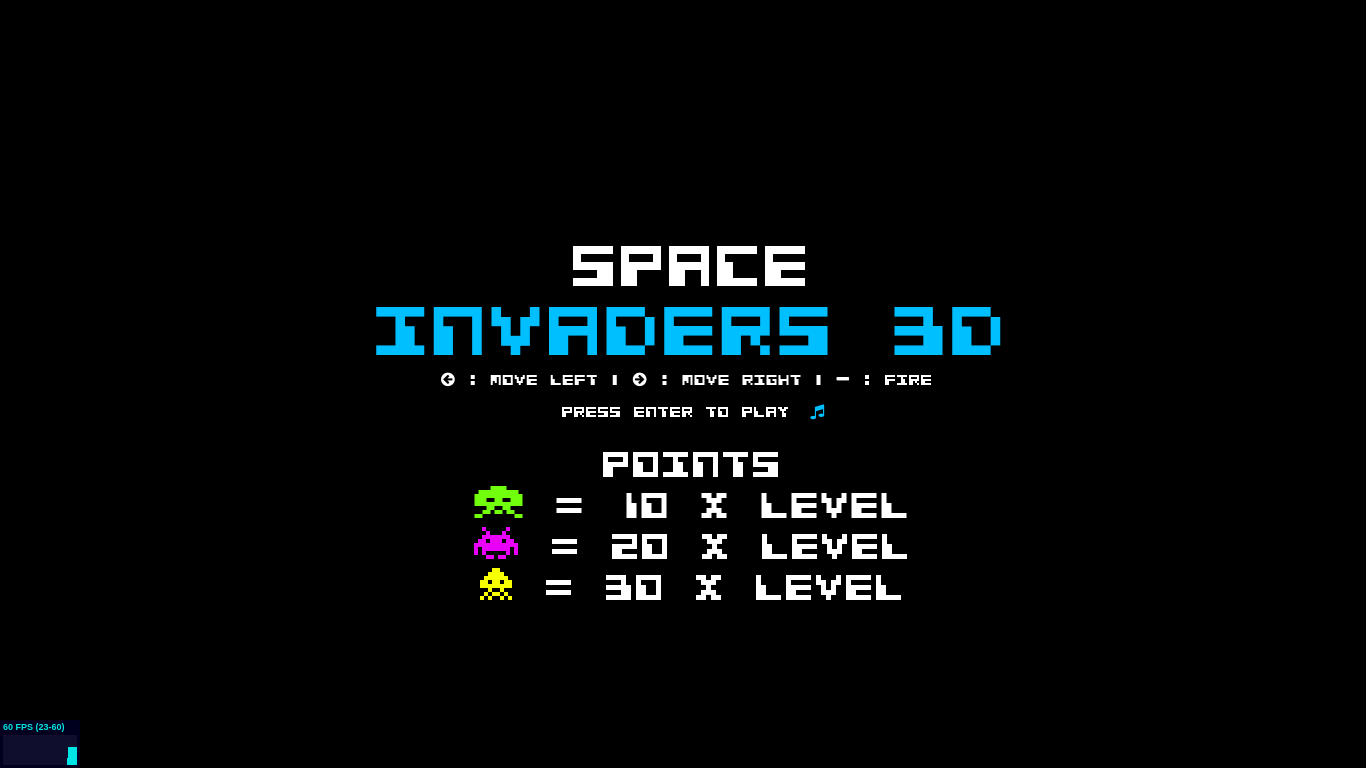 SPACE
INVADERS 3D
: MOVE LEFT | : MOVE RIGHT | - : FIRE
PRESS ENTER TO PLAY
POINTS
= 10 X LEVEL
= 20 X LEVEL
= 30 X LEVEL
60 FPS (23-60)